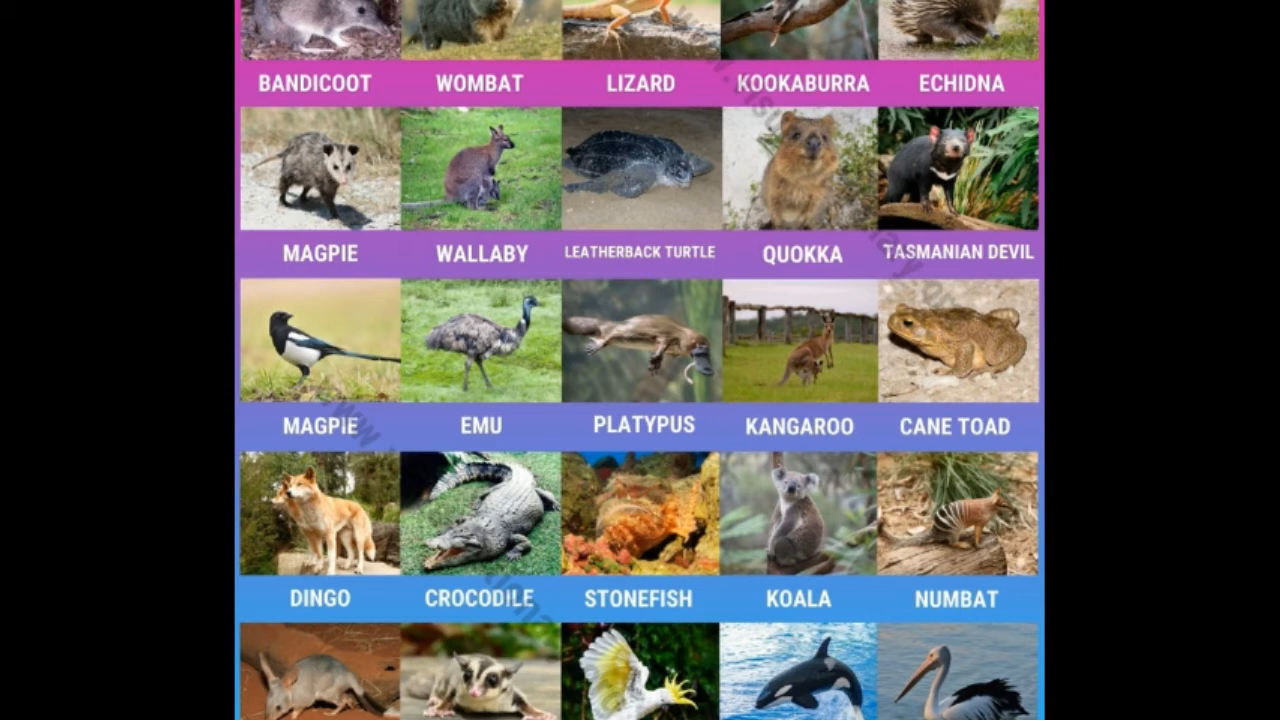 BANDICOOT WOMBAT LIZARD KOOKABURRA ECHIDNA
MAGPIE WALLABY LEATHERBACK TURTLE QUOKKA TASMANIAN DEVIL
MAGPIE EMU PLATYPUS KANGAROO CANE TOAD
DINGO CROCODILE STONEFISH KOALA NUMBAT